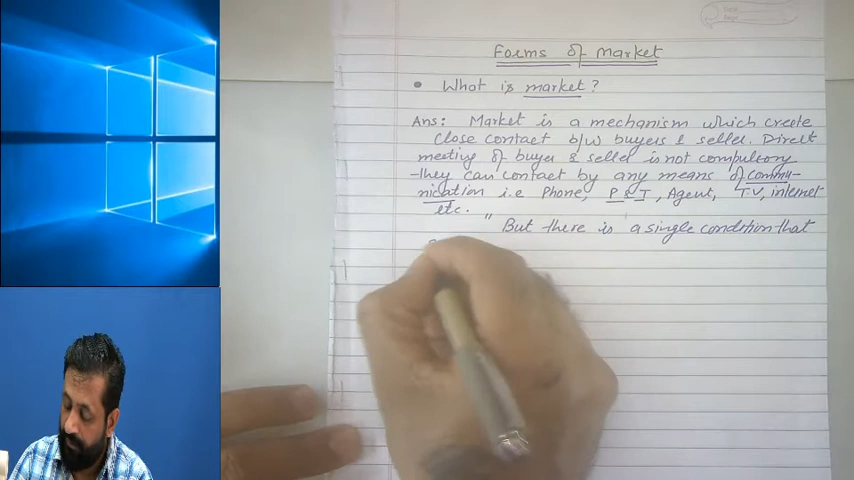 Forms of market
• What is market?
Ans: Market is a mechanism which create
close contact b/w buyers & seller. Direct
meeting of buyer & seller is not compulsory
they can contact by any means of commu-
nication i.e Phone, P&T, Agent, TV, internet
etc. " But there is a single condition that